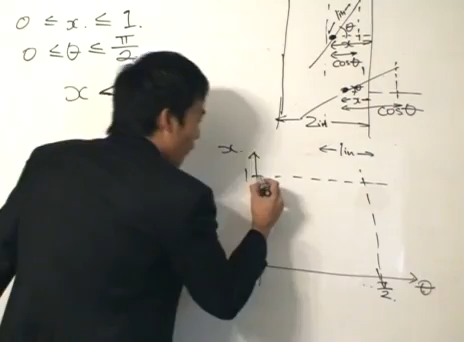 0 ≤ x ≤ 1.
0 ≤ θ ≤ π/2
x <
θ
x
cosθ
θ
x
cosθ
2in
1in
x
1
π/2
θ